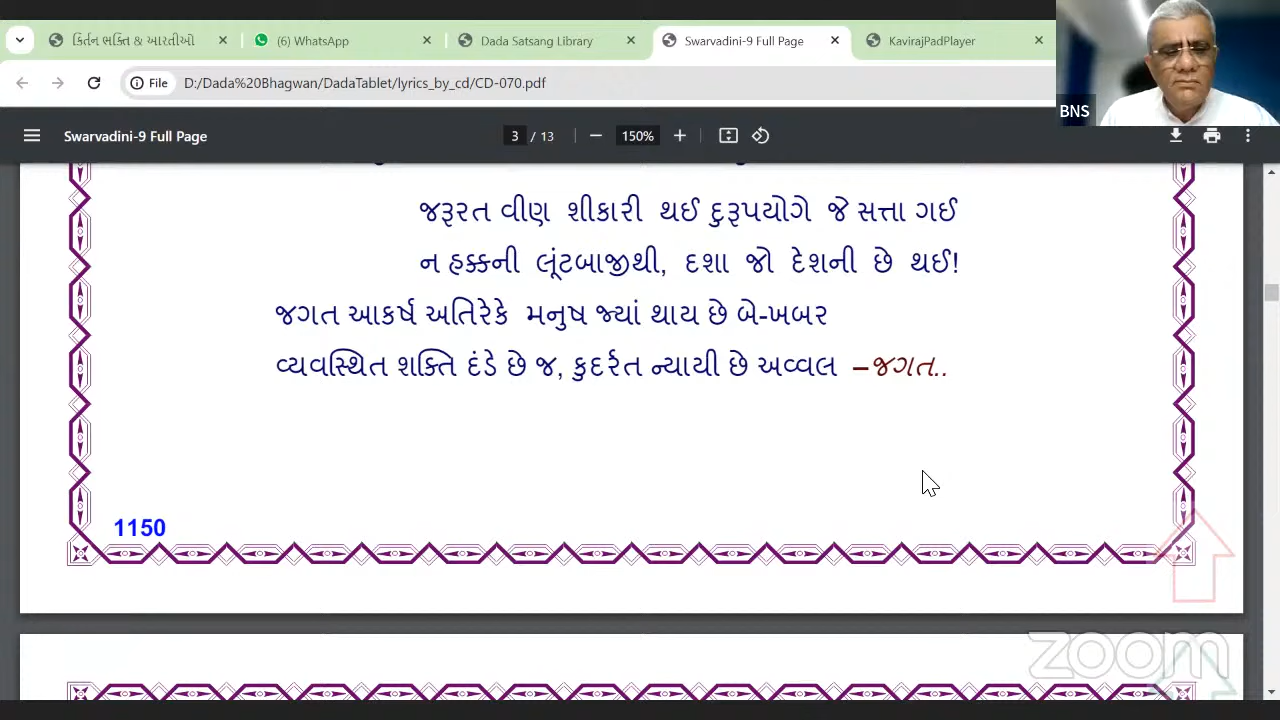 કિર્તન ભક્તિ & આરતીઓ
(6) WhatsApp
Dada Satsang Library
Swarvadini-9 Full Page
KavirajPadPlayer
File D:/Dada%20Bhagwan/DadaTablet/lyrics_by_cd/CD-070.pdf
BNS
Swarvadini-9 Full Page 3 / 13 150%
જરૂરત વીણ શીકારી થઈ દુરૂપયોગે જે સત્તા ગઈ
ન હક્કની લૂંટબાજીથી, દશા જો દેશની છે થઈ!
જગત આકર્ષ અતિરેકે મનુષ જ્યાં થાય છે બે-ખબર
વ્યવસ્થિત શક્તિ દંડે છે જ, કુદર્રત ન્યાયી છે અવ્વલ –જગત..
1150
zoom